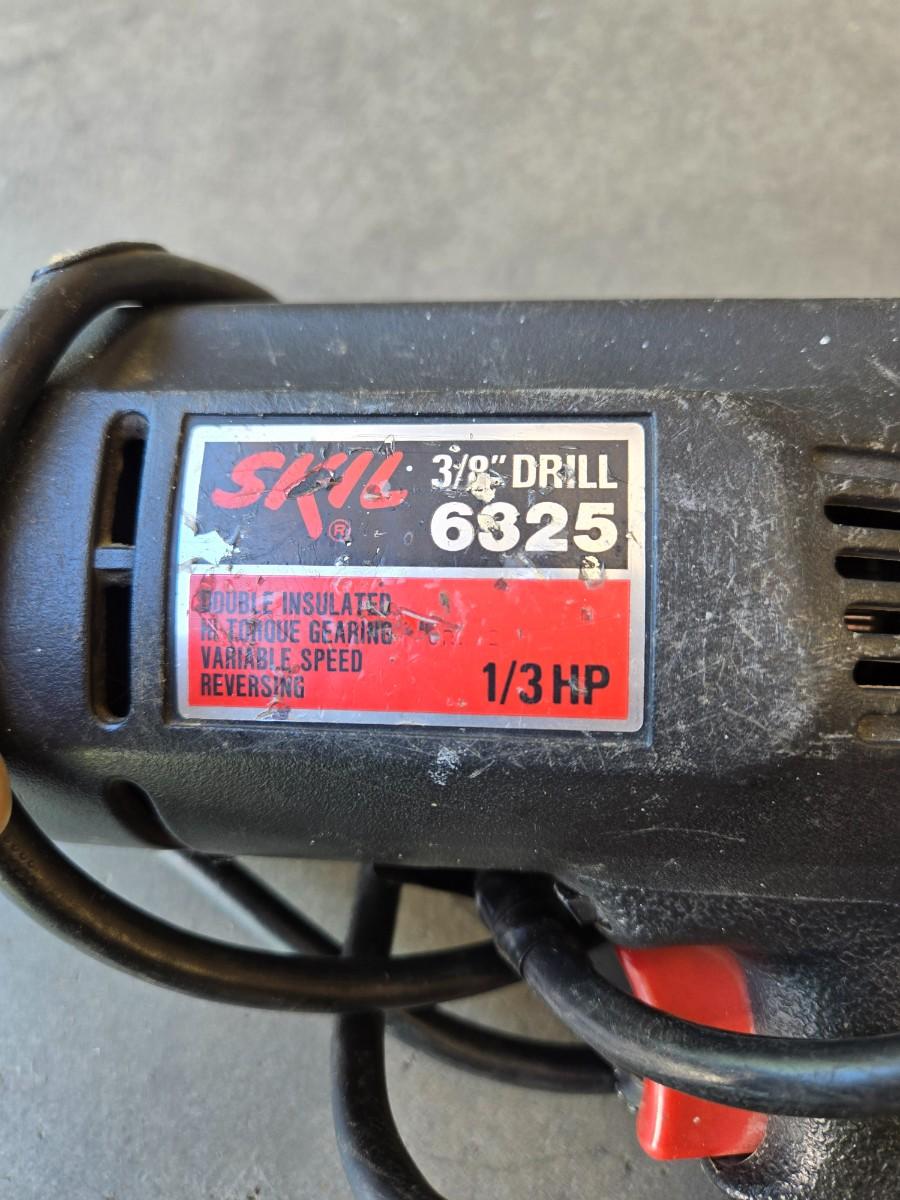 SKIL® 3/8" DRILL
6325
DOUBLE INSULATED
HI TORQUE GEARING
VARIABLE SPEED
REVERSING
1/3 HP